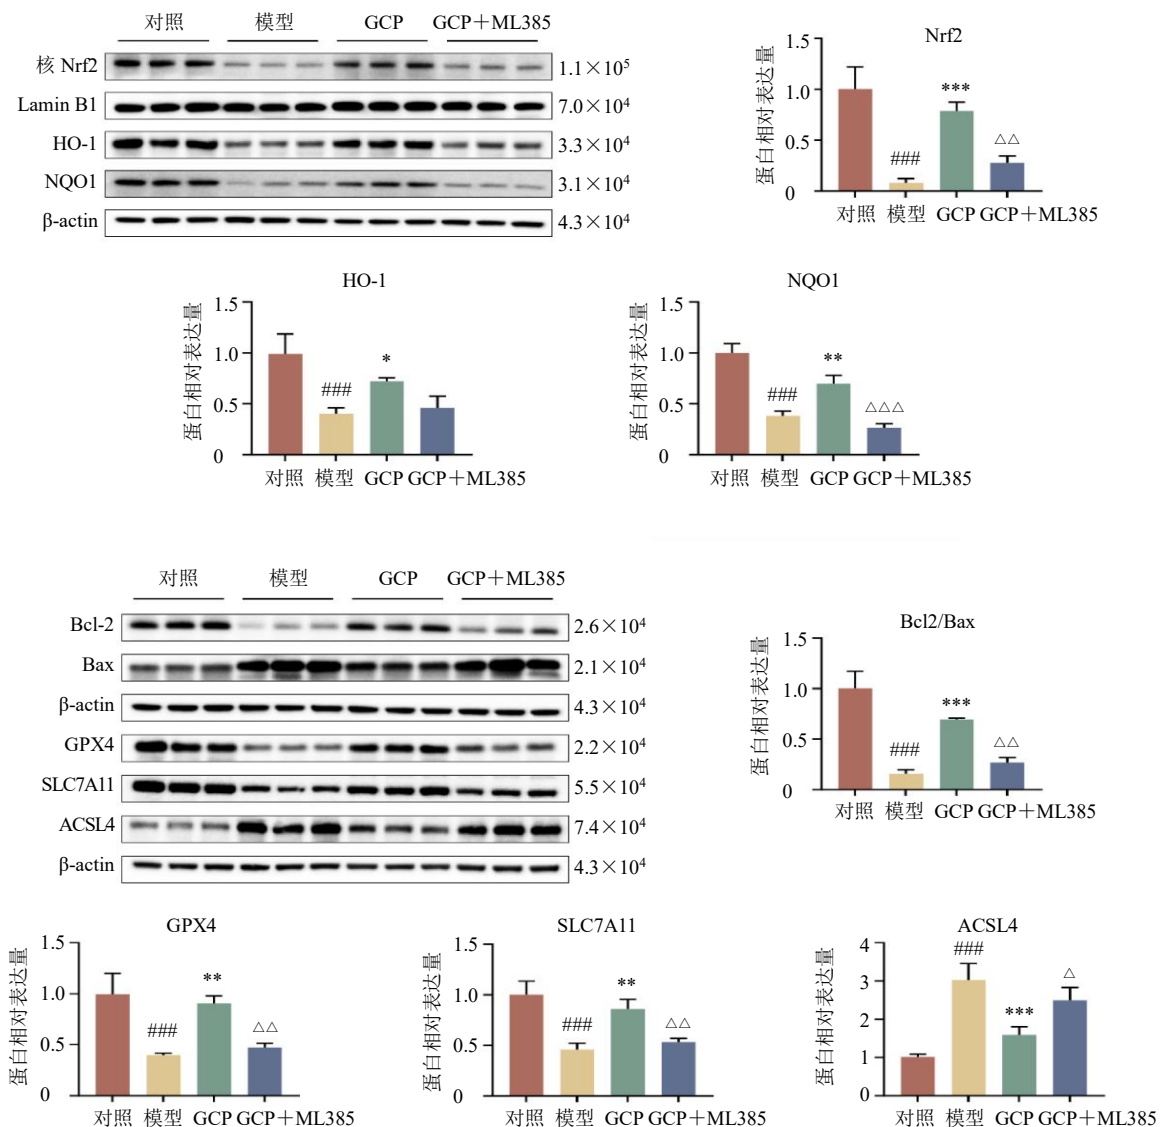 对照 模型 GCP GCP＋ML385
核 Nrf2 1.1×10⁵
Lamin B1 7.0×10⁴
HO-1 3.3×10⁴
NQO1 3.1×10⁴
β-actin 4.3×10⁴
Nrf2
蛋白相对表达量
1.5
1.0
0.5
0
###
***
△△
对照 模型 GCP GCP＋ML385
HO-1
蛋白相对表达量
1.5
1.0
0.5
0
###
*
对照 模型 GCP GCP＋ML385
NQO1
蛋白相对表达量
1.5
1.0
0.5
0
###
**
△△△
对照 模型 GCP GCP＋ML385
对照 模型 GCP GCP＋ML385
Bcl-2 2.6×10⁴
Bax 2.1×10⁴
β-actin 4.3×10⁴
GPX4 2.2×10⁴
SLC7A11 5.5×10⁴
ACSL4 7.4×10⁴
β-actin 4.3×10⁴
Bcl2/Bax
蛋白相对表达量
1.5
1.0
0.5
0
###
***
△△
对照 模型 GCP GCP＋ML385
GPX4
蛋白相对表达量
1.5
1.0
0.5
0
###
**
△△
对照 模型 GCP GCP＋ML385
SLC7A11
蛋白相对表达量
1.5
1.0
0.5
0
###
**
△△
对照 模型 GCP GCP＋ML385
ACSL4
蛋白相对表达量
4
3
2
1
0
###
***
△
对照 模型 GCP GCP＋ML385